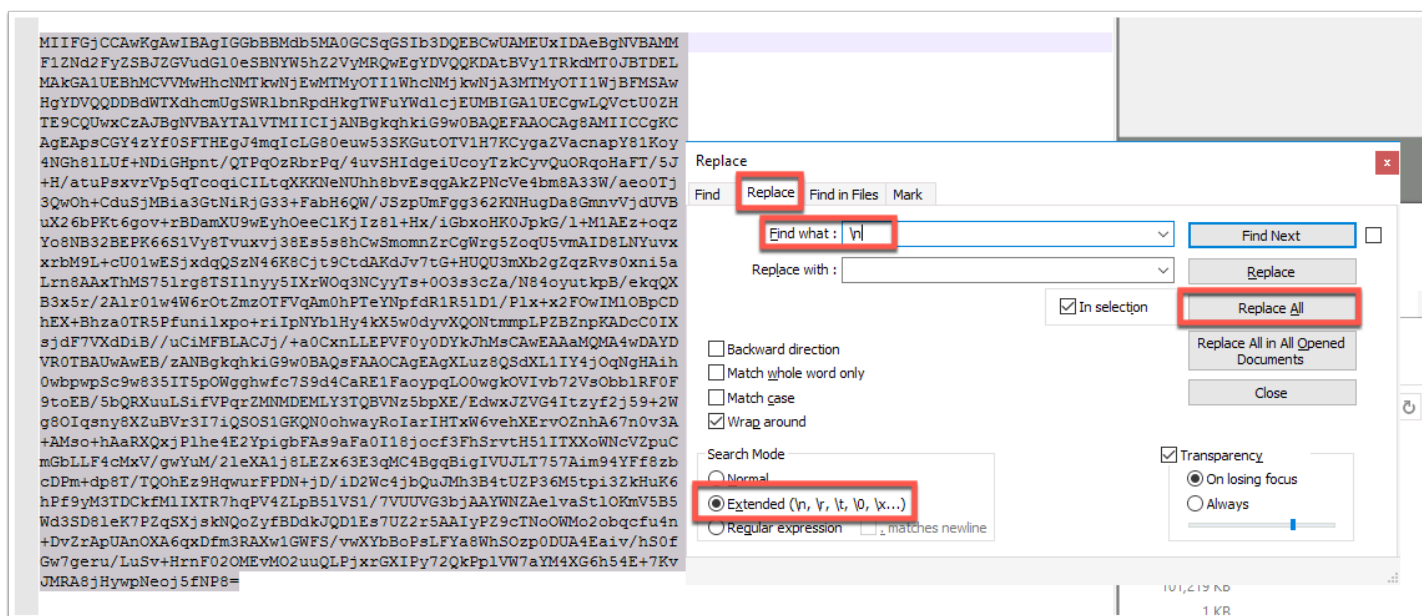 MIIFGjCCAwKgAwIBAgIGGbBBMdb5MA0GCSqGSIb3DQEBCwUAMEUxIDAeBgNVBAMM
F1ZNd2FyZSBJZGVudGl0eSBNYW5hZ2VyMRQwEgYDVQQKDAtBVy1TRkdMT0JBTDEL
MAkGA1UEBhMCVVMwHhcNMTkwNjEwMTMyOTI1WhcNMjkwNjA3MTMyOTI1WjBFMSAw
HgYDVQQDDBdWTXdhcmUgSWRlbnRpdHkgTWFuYWdlcjEUMBIGA1UECgwLQVctU0ZH
TE9CQUwxCzAJBgNVBAYTAlVTMIICIjANBgkqhkiG9w0BAQEFAAOCAg8AMIICCgKC
AgEApsCGY4zYf0SFTHEgJ4mqIcLG80euw53SKGutOTV1H7KCygaZVacnapY81Koy
4NGh8lLUf+NDiGHpnt/QTPqOzRbrPq/4uvSHIdgeiUcoyTzkCyvQuORqoHaFT/5J
+H/atuPsxvrVp5qTcoqiCILtqXKKNeNUhh8bvEsqgAkZPNcVe4bm8A33W/aeo0Tj
3QwOh+CduSjMBia3GtNiRjG33+FabH6QW/JSzpUmFgg362KNHugDa8GmnvVjdUVB
uX26bPKt6gov+rBDamXU9wEyhOeeClKjIz8l+Hx/iGbxoHK0JpkG/l+M1AEz+oqz
Yo8NB32BEPK66S1Vy8Tvuxvj38Es5s8hCwSmomnZrCgWrg5ZoqU5vmAID8LNYuvx
xrbM9L+cU01wESjxdqQSzN46K8Cjt9CtdAKdJv7tG+HUQU3mXb2gZqzRvs0xni5a
Lrn8AAxThMS75lrg8TSIlnyy5IXrWOq3NCyyTs+0O3s3cZa/N84oyutkpB/ekqQX
B3x5r/2Alr01w4W6rOtZmzOTFVqAm0hPTeYNpfdR1R5lD1/Plx+x2FOwIMlOBpCD
hEX+Bhza0TR5Pfunilxpo+riIpNYblHy4kX5w0dyvXQONtmmpLPZBZnpKADcC0IX
sjdF7VXdDiB//uCiMFBLACJj/+a0CxnLLEPVF0y0DYkJhMsCAwEAAaMQMA4wDAYD
VR0TBAUwAwEB/zANBgkqhkiG9w0BAQsFAAOCAgEAgXLuz8QSdXL1IY4jOqNgHAih
0wbpwpSc9w835IT5pOWgghwfc7S9d4CaRE1FaoypqLO0wgkOVIvb72VsObblRF0F
9toEB/5bQRXuuLSifVPqrZMNMDEMLY3TQBVNz5bpXE/EdwxJZVG4Itzyf2j59+2W
g8OIqsny8XZuBVr3I7iQSOS1GKQN0ohwayRoIarIHTxW6vehXErvOZnhA67n0v3A
+AMso+hAaRXQxjPlhe4E2YpigbFAs9aFa0I18jocf3FhSrvtH51ITXXoWNcVZpuC
mGbLLF4cMxV/gwYuM/2leXA1j8LEZx63E3qMC4BgqBigIVUJLT757Aim94YFf8zb
cDPm+dp8T/TQOhEz9HqwurFPDN+jD/iD2Wc4jbQuJMh3B4tUZP36M5tpi3ZkHuK6
hPf9yM3TDCkfMlIXTR7hqPV4ZLpB5lVS1/7VUUVG3bjAAYWNZAelvaStlOKmV5B5
Wd3SD8leK7PZqSXjskNQoZyfBDdkJQD1Es7UZ2r5AAIyPZ9cTNoOWMo2obqcfu4n
+DvZrApUAnOXA6qxDfm3RAXw1GWFS/vwXYbBoPsLFYa8WhSOzp0DUA4Eaiv/hS0f
Gw7geru/LuSv+HrnF02OMEvMO2uuQLPjxrGXIPy72QkPplVW7aYM4XG6h54E+7Kv
JMRA8jHywpNeoj5fNP8=
Replace
x
Find Replace Find in Files Mark
Find what : \n
Find Next
Replace with :
Replace
In selection
Replace All
Replace All in All Opened
Documents
Close
Backward direction
Match whole word only
Match case
Wrap around
Search Mode
Normal
Extended (\n, \r, \t, \0, \x...)
Regular expression
. matches newline
Transparency
On losing focus
Always
101,219 KB
1 KB